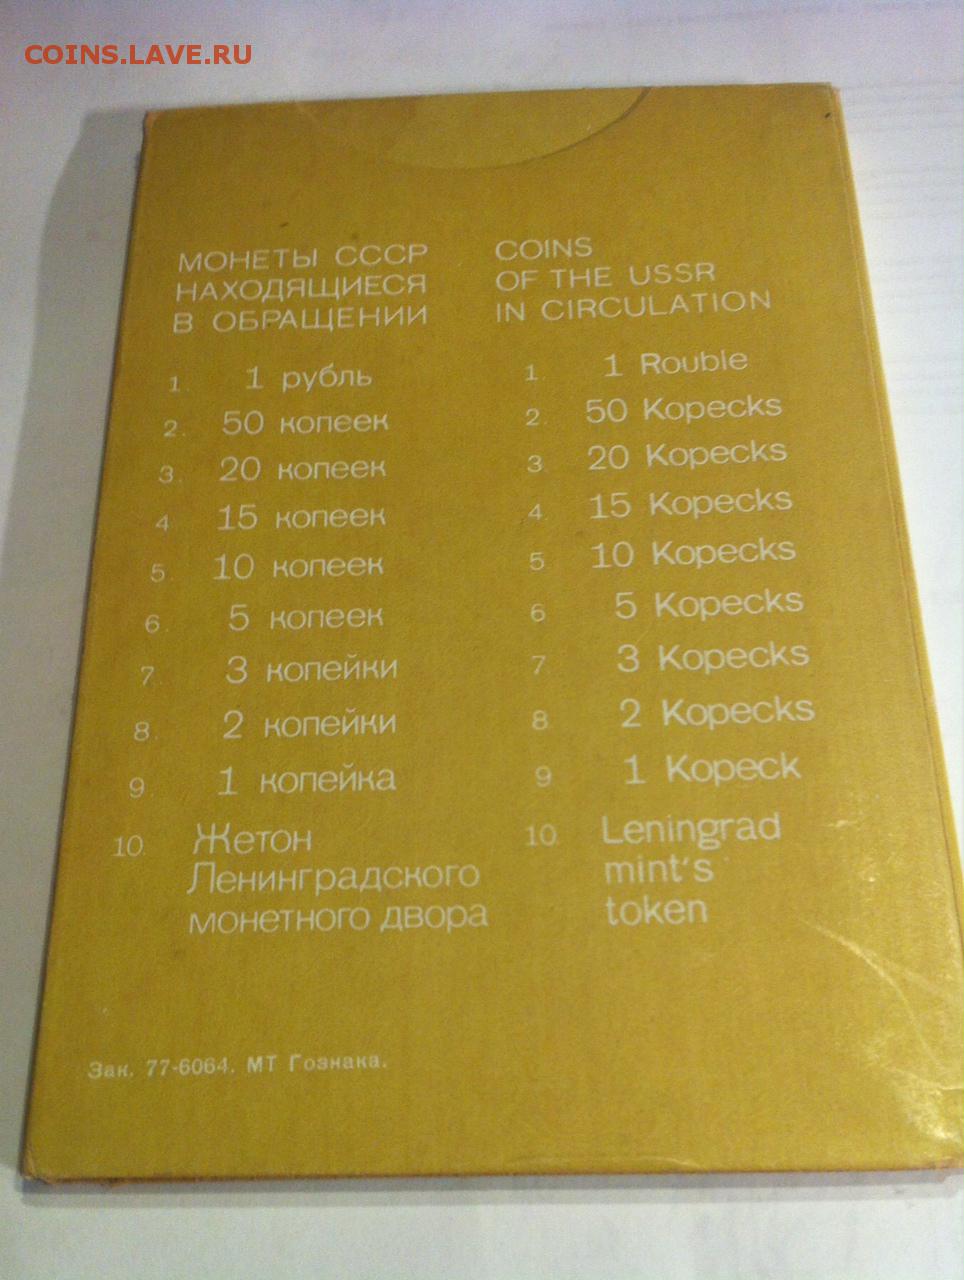 COINS.LAVE.RU
МОНЕТЫ СССР
НАХОДЯЩИЕСЯ
В ОБРАЩЕНИИ
1. 1 рубль
2. 50 копеек
3. 20 копеек
4 15 копеек
5. 10 копеек
6. 5 копеек
7. 3 копейки
8. 2 копейки
9. 1 копейка
10. Жетон
Ленинградского
монетного двора
COINS
OF THE USSR
IN CIRCULATION
1. 1 Rouble
2. 50 Kopecks
3 20 Kopecks
4. 15 Kopecks
5 10 Kopecks
6 5 Kopecks
7. 3 Kopecks
8 2 Kopecks
9 1 Kopeck
10. Leningrad
mint's
token
Зак. 77-6064. МТ Гознака.